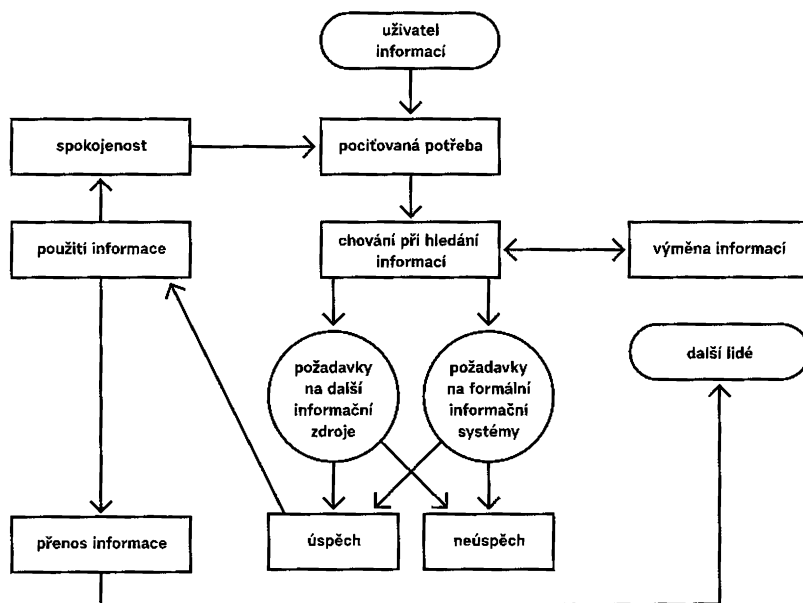 uživatel
informací
spokojenost
pociťovaná potřeba
použití informace
chování při hledání
informací
výměna informací
požadavky
na další
informační
zdroje
požadavky
na formální
informační
systémy
další lidé
přenos informace
úspěch
neúspěch